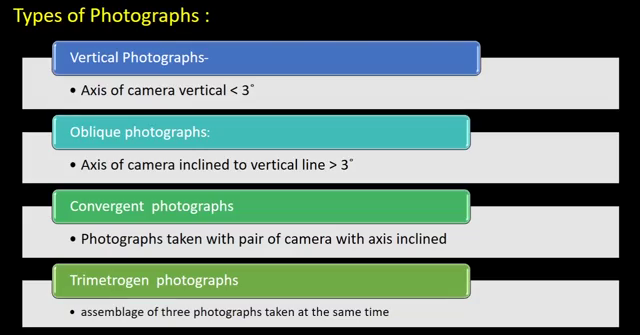 Types of Photographs :
Vertical Photographs-
• Axis of camera vertical < 3˚
Oblique photographs:
• Axis of camera inclined to vertical line > 3˚
Convergent photographs
• Photographs taken with pair of camera with axis inclined
Trimetrogen photographs
• assemblage of three photographs taken at the same time